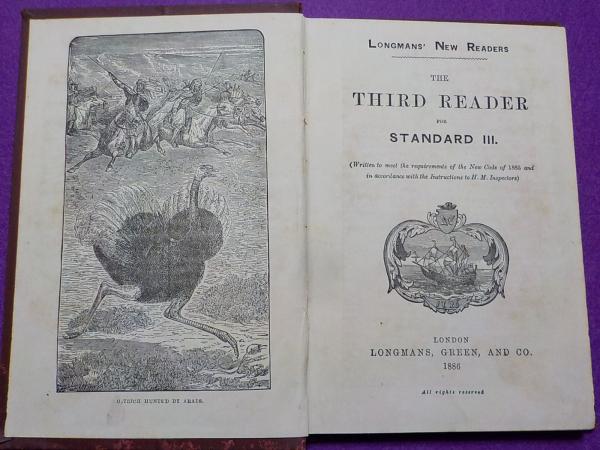 OSTRICH HUNTED BY ARABS.
LONGMANS' NEW READERS
THE
THIRD READER
FOR
STANDARD III.
(Written to meet the requirements of the New Code of 1885 and
in accordance with the Instructions to H. M. Inspectors)
LONDON
LONGMANS, GREEN, AND CO.
1886
All rights reserved